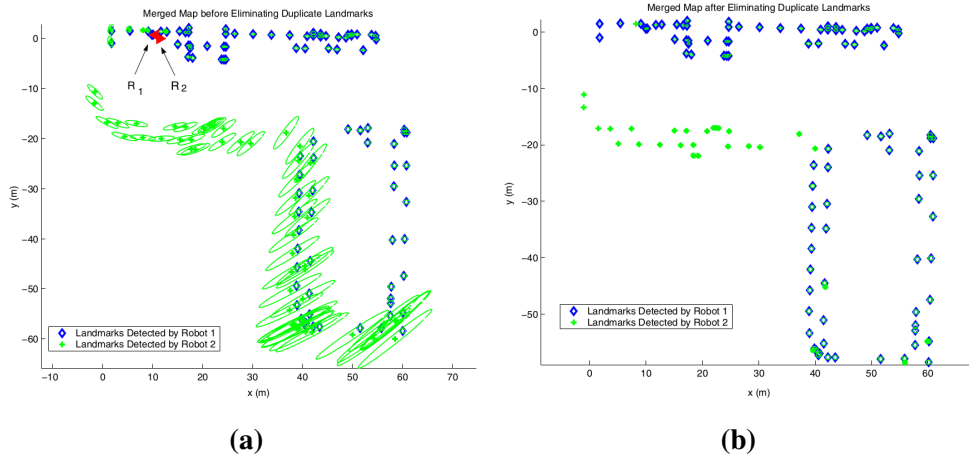 Merged Map before Eliminating Duplicate Landmarks
0
−10
−20
−30
−40
−50
−60
y (m)
R1
R2
Landmarks Detected by Robot 1
Landmarks Detected by Robot 2
−10 0 10 20 30 40 50 60 70
x (m)
(a)
Merged Map after Eliminating Duplicate Landmarks
0
−10
−20
−30
−40
−50
y (m)
Landmarks Detected by Robot 1
Landmarks Detected by Robot 2
0 10 20 30 40 50 60
x (m)
(b)